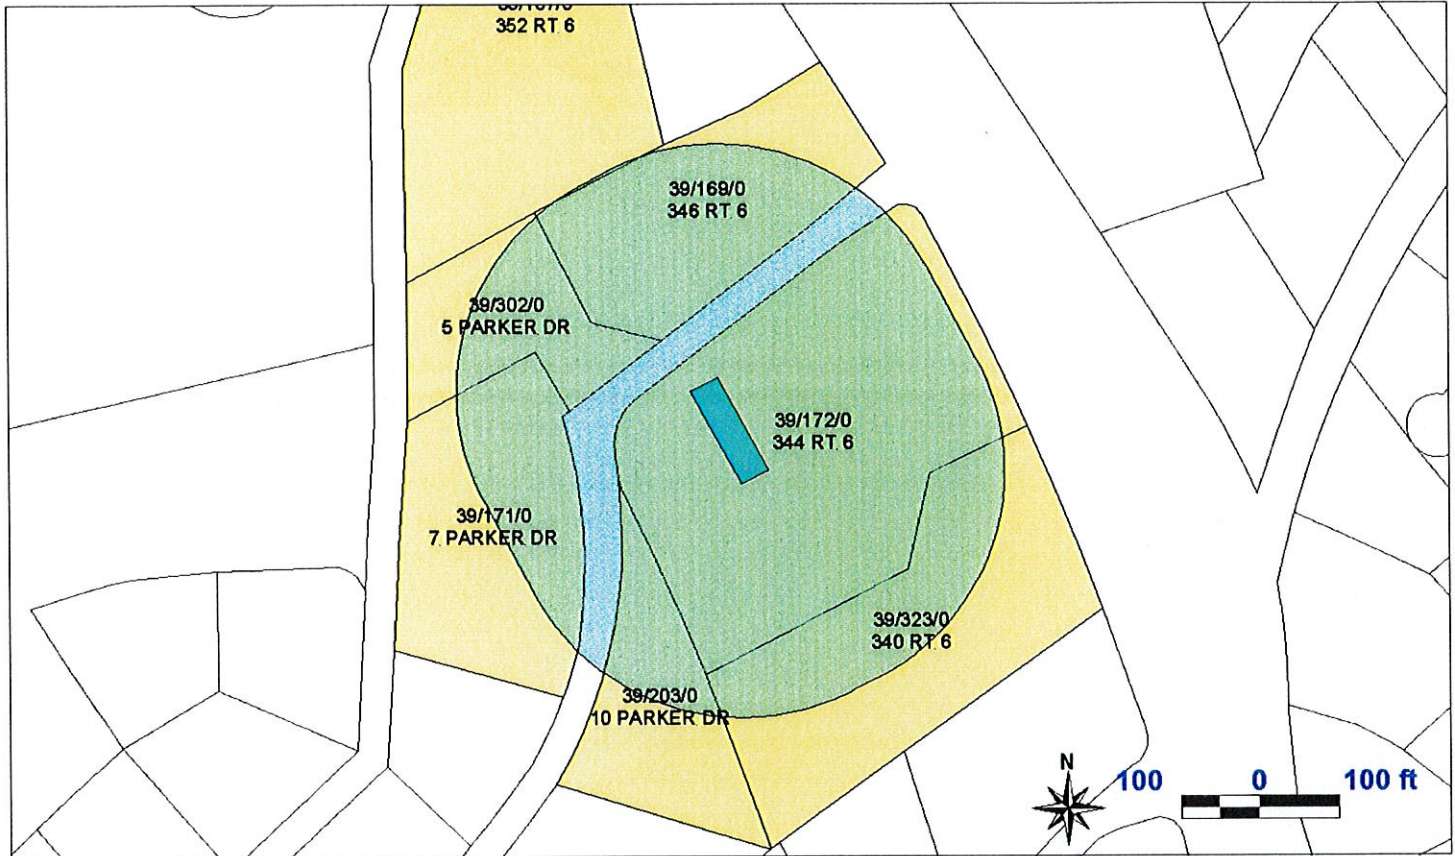 352 RT 6
39/169/0
346 RT 6
39/302/0
5 PARKER DR
39/172/0
344 RT 6
39/171/0
7 PARKER DR
39/323/0
340 RT 6
39/203/0
10 PARKER DR
N
100 0 100 ft